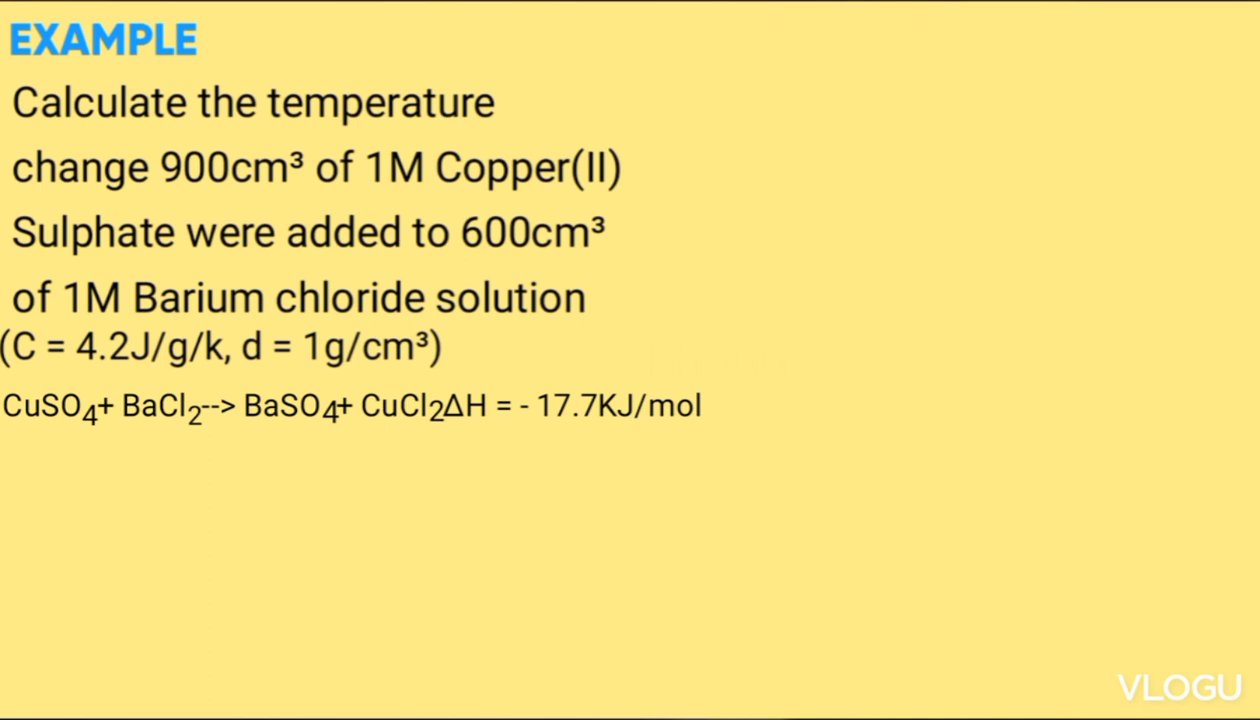 EXAMPLE
Calculate the temperature
change 900cm³ of 1M Copper(II)
Sulphate were added to 600cm³
of 1M Barium chloride solution
(C = 4.2J/g/k, d = 1g/cm³)
CuSO₄+ BaCl₂--> BaSO₄+ CuCl₂ΔH = - 17.7KJ/mol
VLOGU